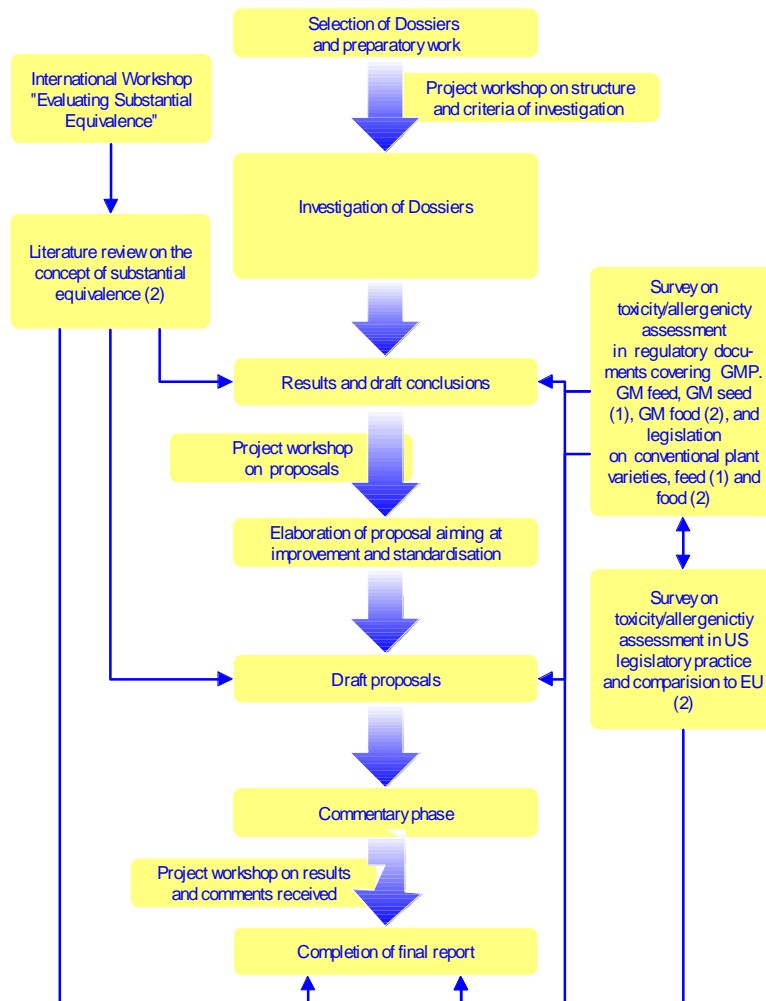 Selection of Dossiers
and preparatory work
International Workshop
"Evaluating Substantial
Equivalence"
Project workshop on structure
and criteria of investigation
Investigation of Dossiers
Literature review on the
concept of substantial
equivalence (2)
Survey on
toxicity/allergenicty
assessment
in regulatory docu-
ments covering GMP.
GM feed, GM seed
(1), GM food (2), and
legislation
on conventional plant
varieties, feed (1) and
food (2)
Results and draft conclusions
Project workshop
on proposals
Elaboration of proposal aiming at
improvement and standardisation
Survey on
toxicity/allergenictiy
assessment in US
legislatory practice
and comparision to EU
(2)
Draft proposals
Commentary phase
Project workshop on results
and comments received
Completion of final report